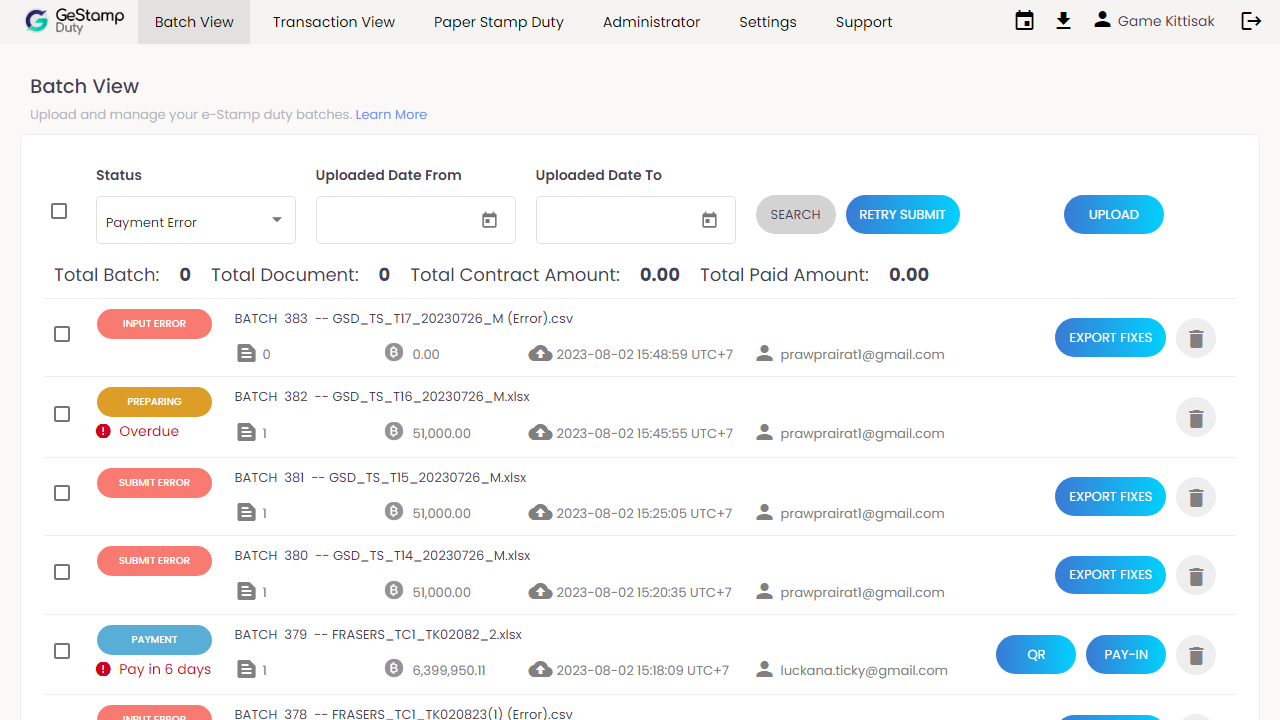 GeStamp
Duty
Batch View
Transaction View
Paper Stamp Duty
Administrator
Settings
Support
Game Kittisak
Batch View
Upload and manage your e-Stamp duty batches. Learn More
Status
Uploaded Date From
Uploaded Date To
Payment Error
SEARCH
RETRY SUBMIT
UPLOAD
Total Batch: 0 Total Document: 0 Total Contract Amount: 0.00 Total Paid Amount: 0.00
INPUT ERROR
BATCH 383 -- GSD_TS_T17_20230726_M (Error).csv
0 0.00 2023-08-02 15:48:59 UTC+7 prawprairat1@gmail.com
EXPORT FIXES
PREPARING
Overdue
BATCH 382 -- GSD_TS_T16_20230726_M.xlsx
1 51,000.00 2023-08-02 15:45:55 UTC+7 prawprairat1@gmail.com
SUBMIT ERROR
BATCH 381 -- GSD_TS_T15_20230726_M.xlsx
1 51,000.00 2023-08-02 15:25:05 UTC+7 prawprairat1@gmail.com
EXPORT FIXES
SUBMIT ERROR
BATCH 380 -- GSD_TS_T14_20230726_M.xlsx
1 51,000.00 2023-08-02 15:20:35 UTC+7 prawprairat1@gmail.com
EXPORT FIXES
PAYMENT
Pay in 6 days
BATCH 379 -- FRASERS_TC1_TK02082_2.xlsx
1 6,399,950.11 2023-08-02 15:18:09 UTC+7 luckana.ticky@gmail.com
QR
PAY-IN
INPUT ERROR
BATCH 378 -- FRASERS_TC1_TK020823(1) (Error).csv